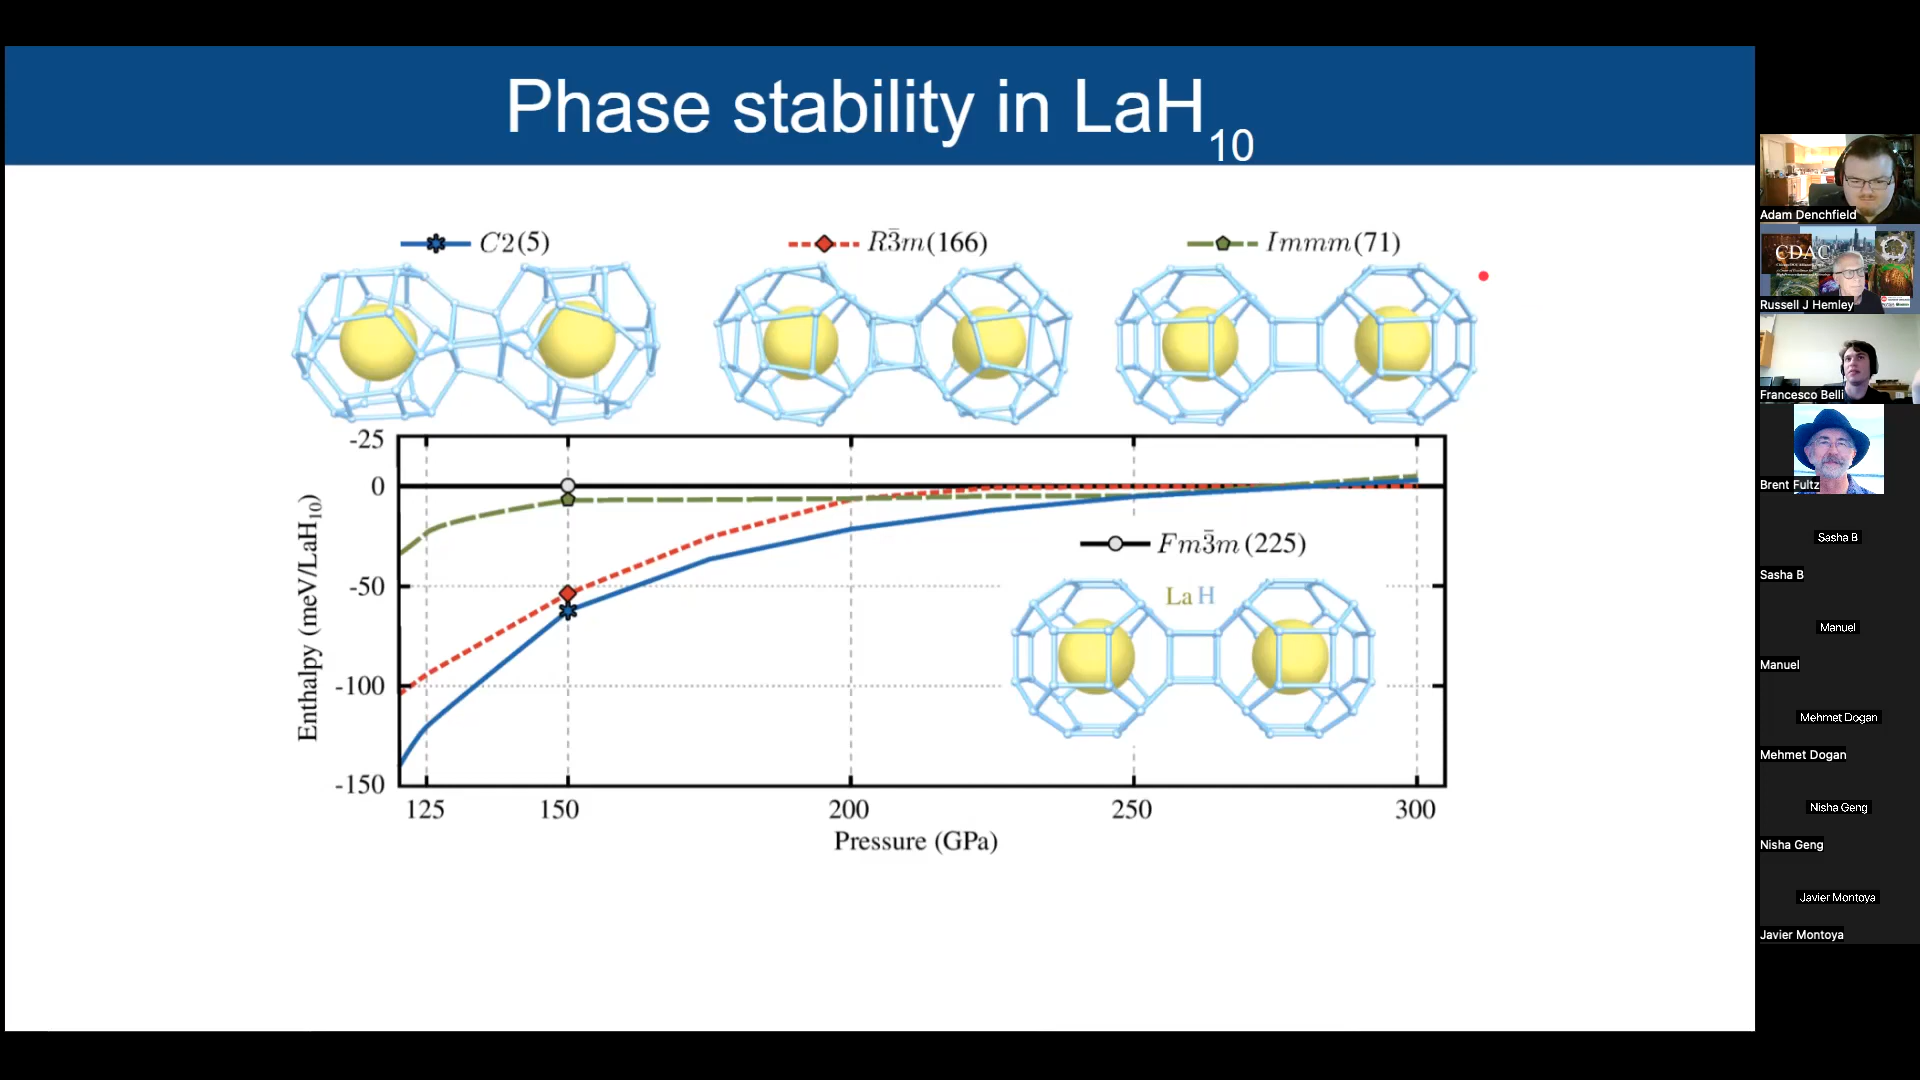 Phase stability in LaH10
C2(5)
R3̄m(166)
Immm(71)
-25
0
-50
-100
-150
Enthalpy (meV/LaH10)
Fm3̄m(225)
La H
125
150
200
250
300
Pressure (GPa)
Adam Denchfield
CDAC
Russell J Hemley
Francesco Belli
Brent Fultz
Sasha B
Sasha B
Manuel
Manuel
Mehmet Dogan
Mehmet Dogan
Nisha Geng
Nisha Geng
Javier Montoya
Javier Montoya